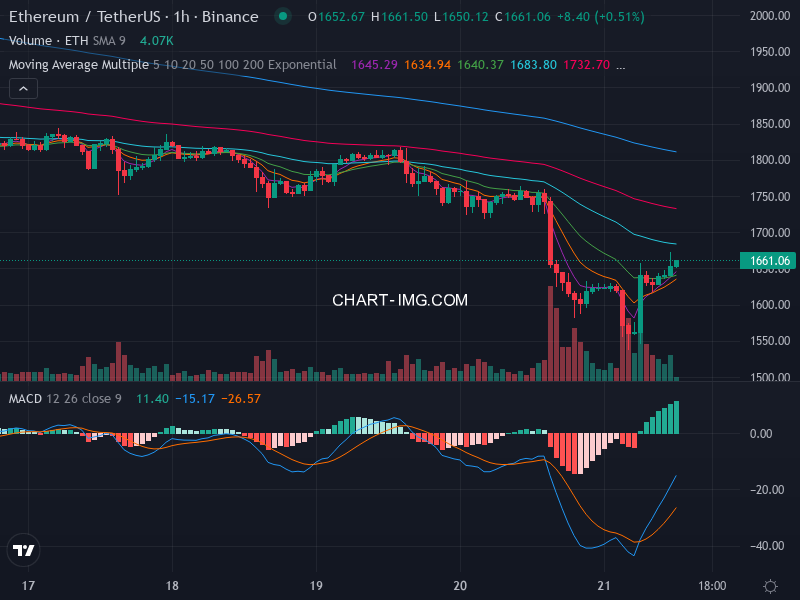 Ethereum / TetherUS · 1h · Binance O1652.67 H1661.50 L1650.12 C1661.06 +8.40 (+0.51%)
Volume · ETH SMA 9 4.07K
Moving Average Multiple 5 10 20 50 100 200 Exponential 1645.29 1634.94 1640.37 1683.80 1732.70 ...
2000.00
1950.00
1900.00
1850.00
1800.00
1750.00
1700.00
1661.06
1650.00
1600.00
1550.00
1500.00
CHART-IMG.COM
MACD 12 26 close 9 11.40 −15.17 −26.57
0.00
−20.00
−40.00
17 18 19 20 21 18:00